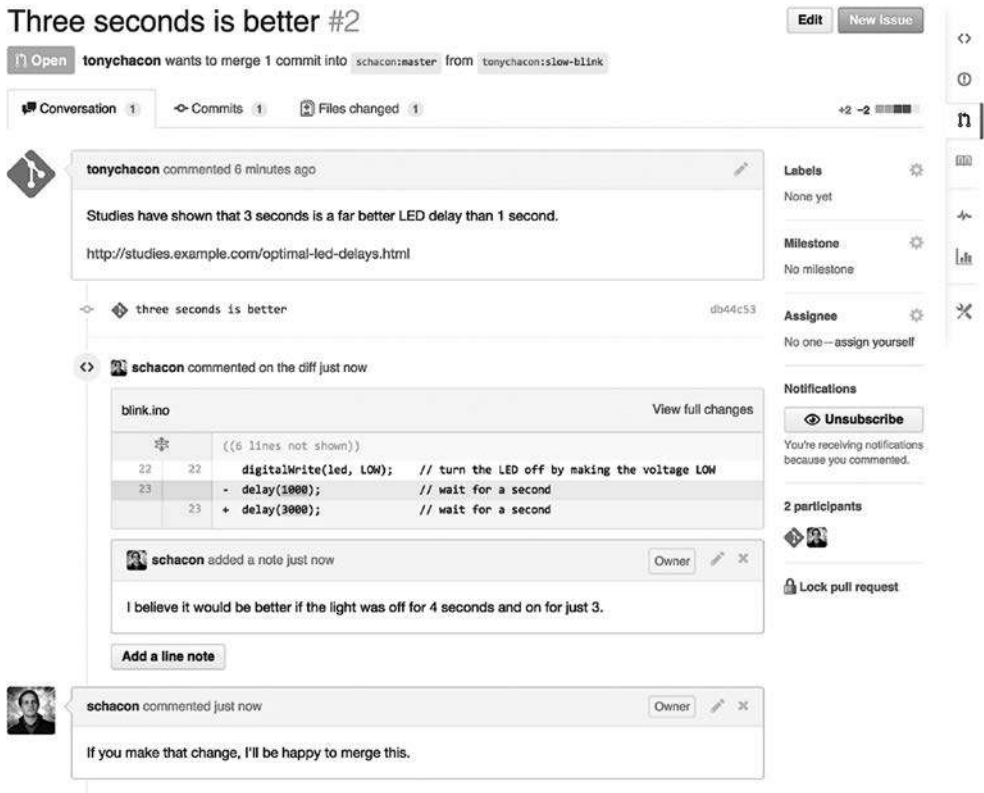 Three seconds is better #2
Edit
New issue
Open
tonychacon wants to merge 1 commit into schacon:master from tonychacon:slow-blink
Conversation 1
Commits 1
Files changed 1
+2 −2
tonychacon commented 6 minutes ago
Studies have shown that 3 seconds is a far better LED delay than 1 second.
http://studies.example.com/optimal-led-delays.html
three seconds is better db44c53
schacon commented on the diff just now
blink.ino View full changes
((6 lines not shown))
22 22 digitalWrite(led, LOW); // turn the LED off by making the voltage LOW
23 - delay(1000); // wait for a second
23 + delay(3000); // wait for a second
schacon added a note just now Owner
I believe it would be better if the light was off for 4 seconds and on for just 3.
Add a line note
schacon commented just now Owner
If you make that change, I'll be happy to merge this.
Labels
None yet
Milestone
No milestone
Assignee
No one—assign yourself
Notifications
Unsubscribe
You're receiving notifications
because you commented.
2 participants
Lock pull request